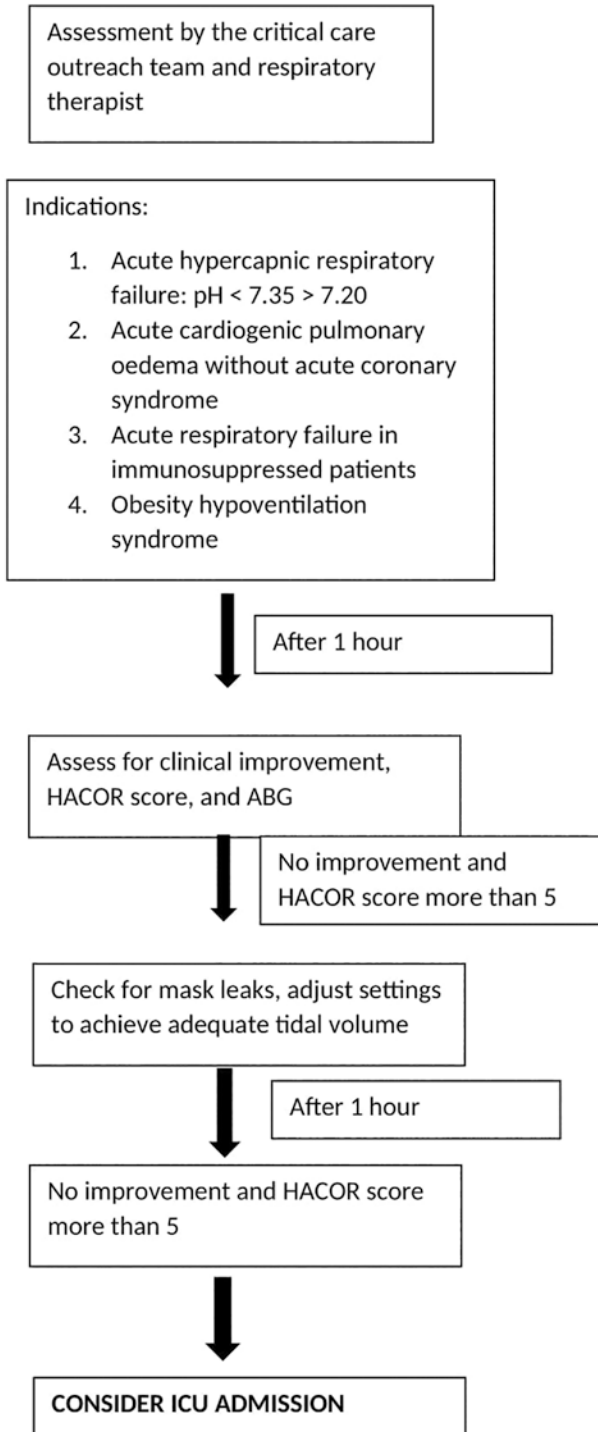 Assessment by the critical care
outreach team and respiratory
therapist
Indications:
1. Acute hypercapnic respiratory
failure: pH < 7.35 > 7.20
2. Acute cardiogenic pulmonary
oedema without acute coronary
syndrome
3. Acute respiratory failure in
immunosuppressed patients
4. Obesity hypoventilation
syndrome
After 1 hour
Assess for clinical improvement,
HACOR score, and ABG
No improvement and
HACOR score more than 5
Check for mask leaks, adjust settings
to achieve adequate tidal volume
After 1 hour
No improvement and HACOR score
more than 5
CONSIDER ICU ADMISSION